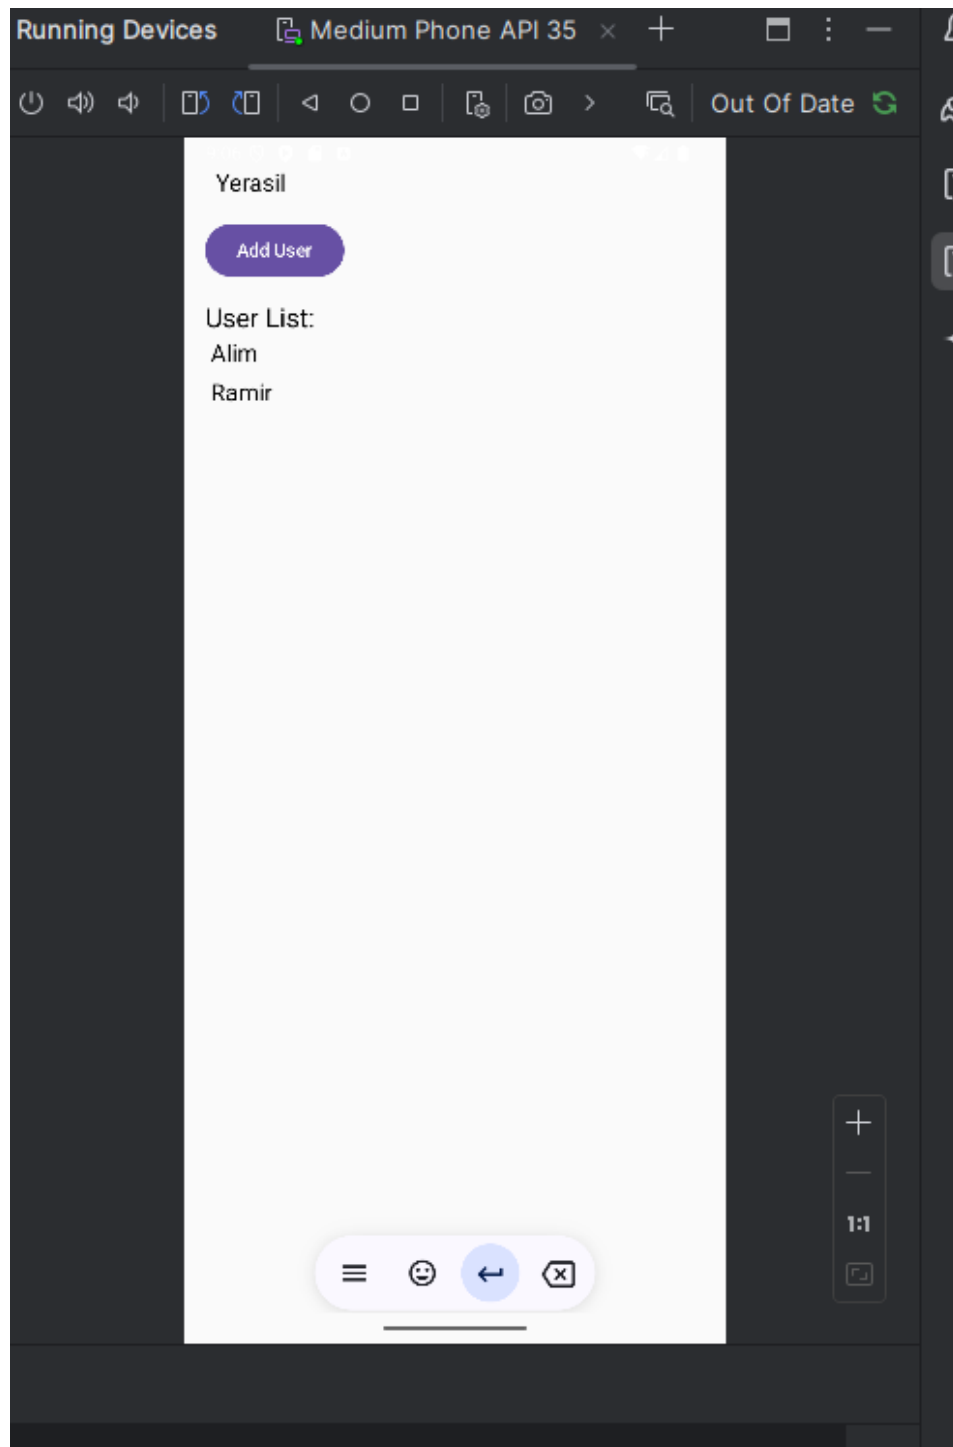 Running Devices
Medium Phone API 35
Out Of Date
Yerasil
Add User
User List:
Alim
Ramir
1:1